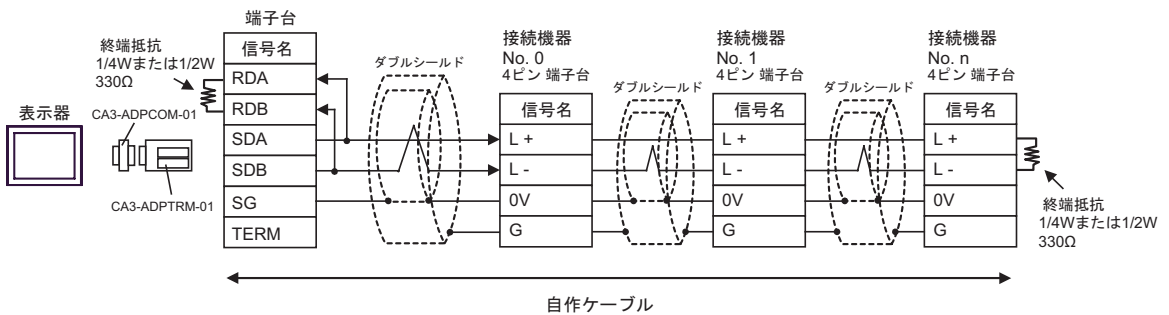 端子台
信号名
RDA
RDB
SDA
SDB
SG
TERM
終端抵抗
1/4Wまたは1/2W
330Ω
表示器
CA3-ADPCOM-01
CA3-ADPTRM-01
ダブルシールド
接続機器
No. 0
4ピン 端子台
信号名
L +
L -
0V
G
ダブルシールド
接続機器
No. 1
4ピン 端子台
信号名
L +
L -
0V
G
ダブルシールド
接続機器
No. n
4ピン 端子台
信号名
L +
L -
0V
G
終端抵抗
1/4Wまたは1/2W
330Ω
自作ケーブル